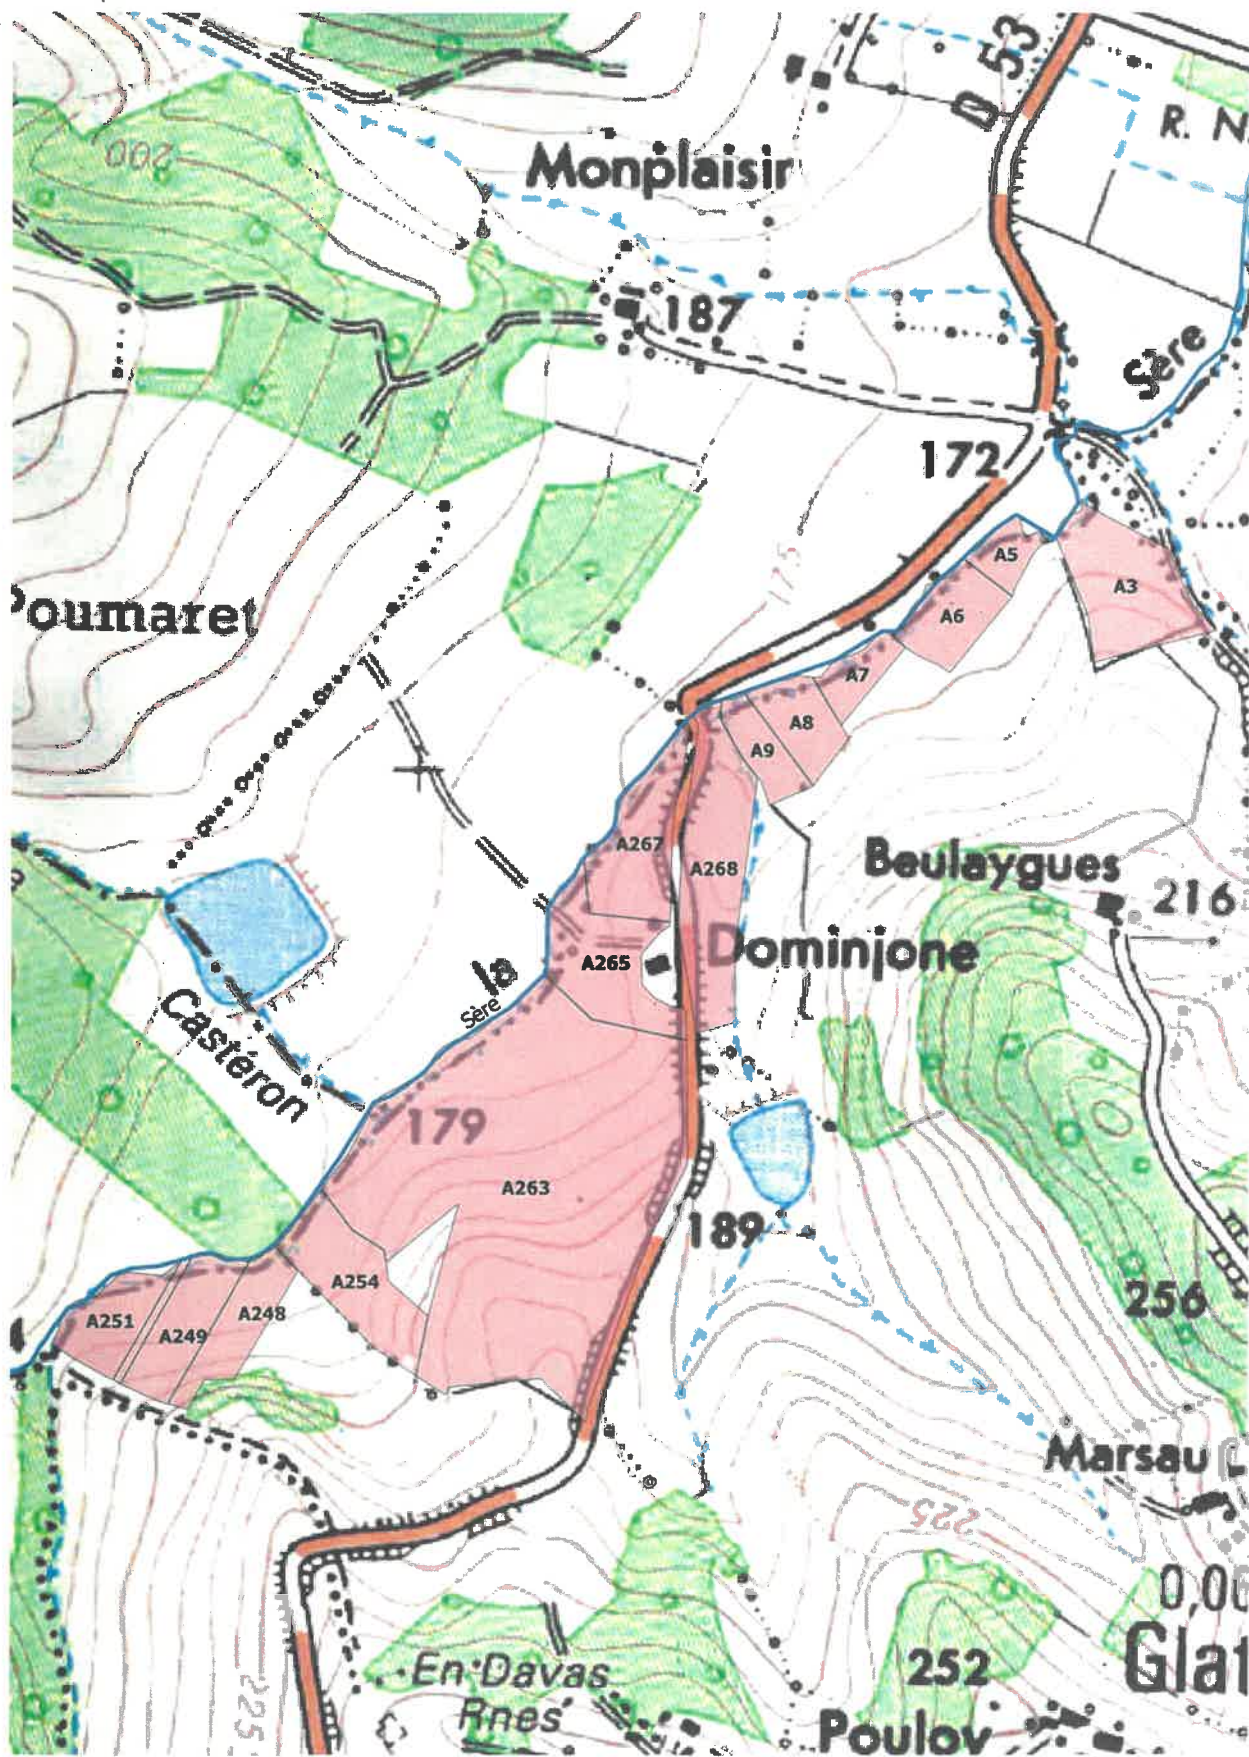 D 53
R. N
200
Monplaisir
187
Sère
172
175
A5
A3
A6
oumaret
A7
A8
A9
A267
Beulaygues
A268
216
Dominjone
A265
la
Sère
Castéron
179
A263
189
A254
256
A251
A248
A249
Marsau
225
0,00
Glat
En Davas
Rnes
252
225
Poulov